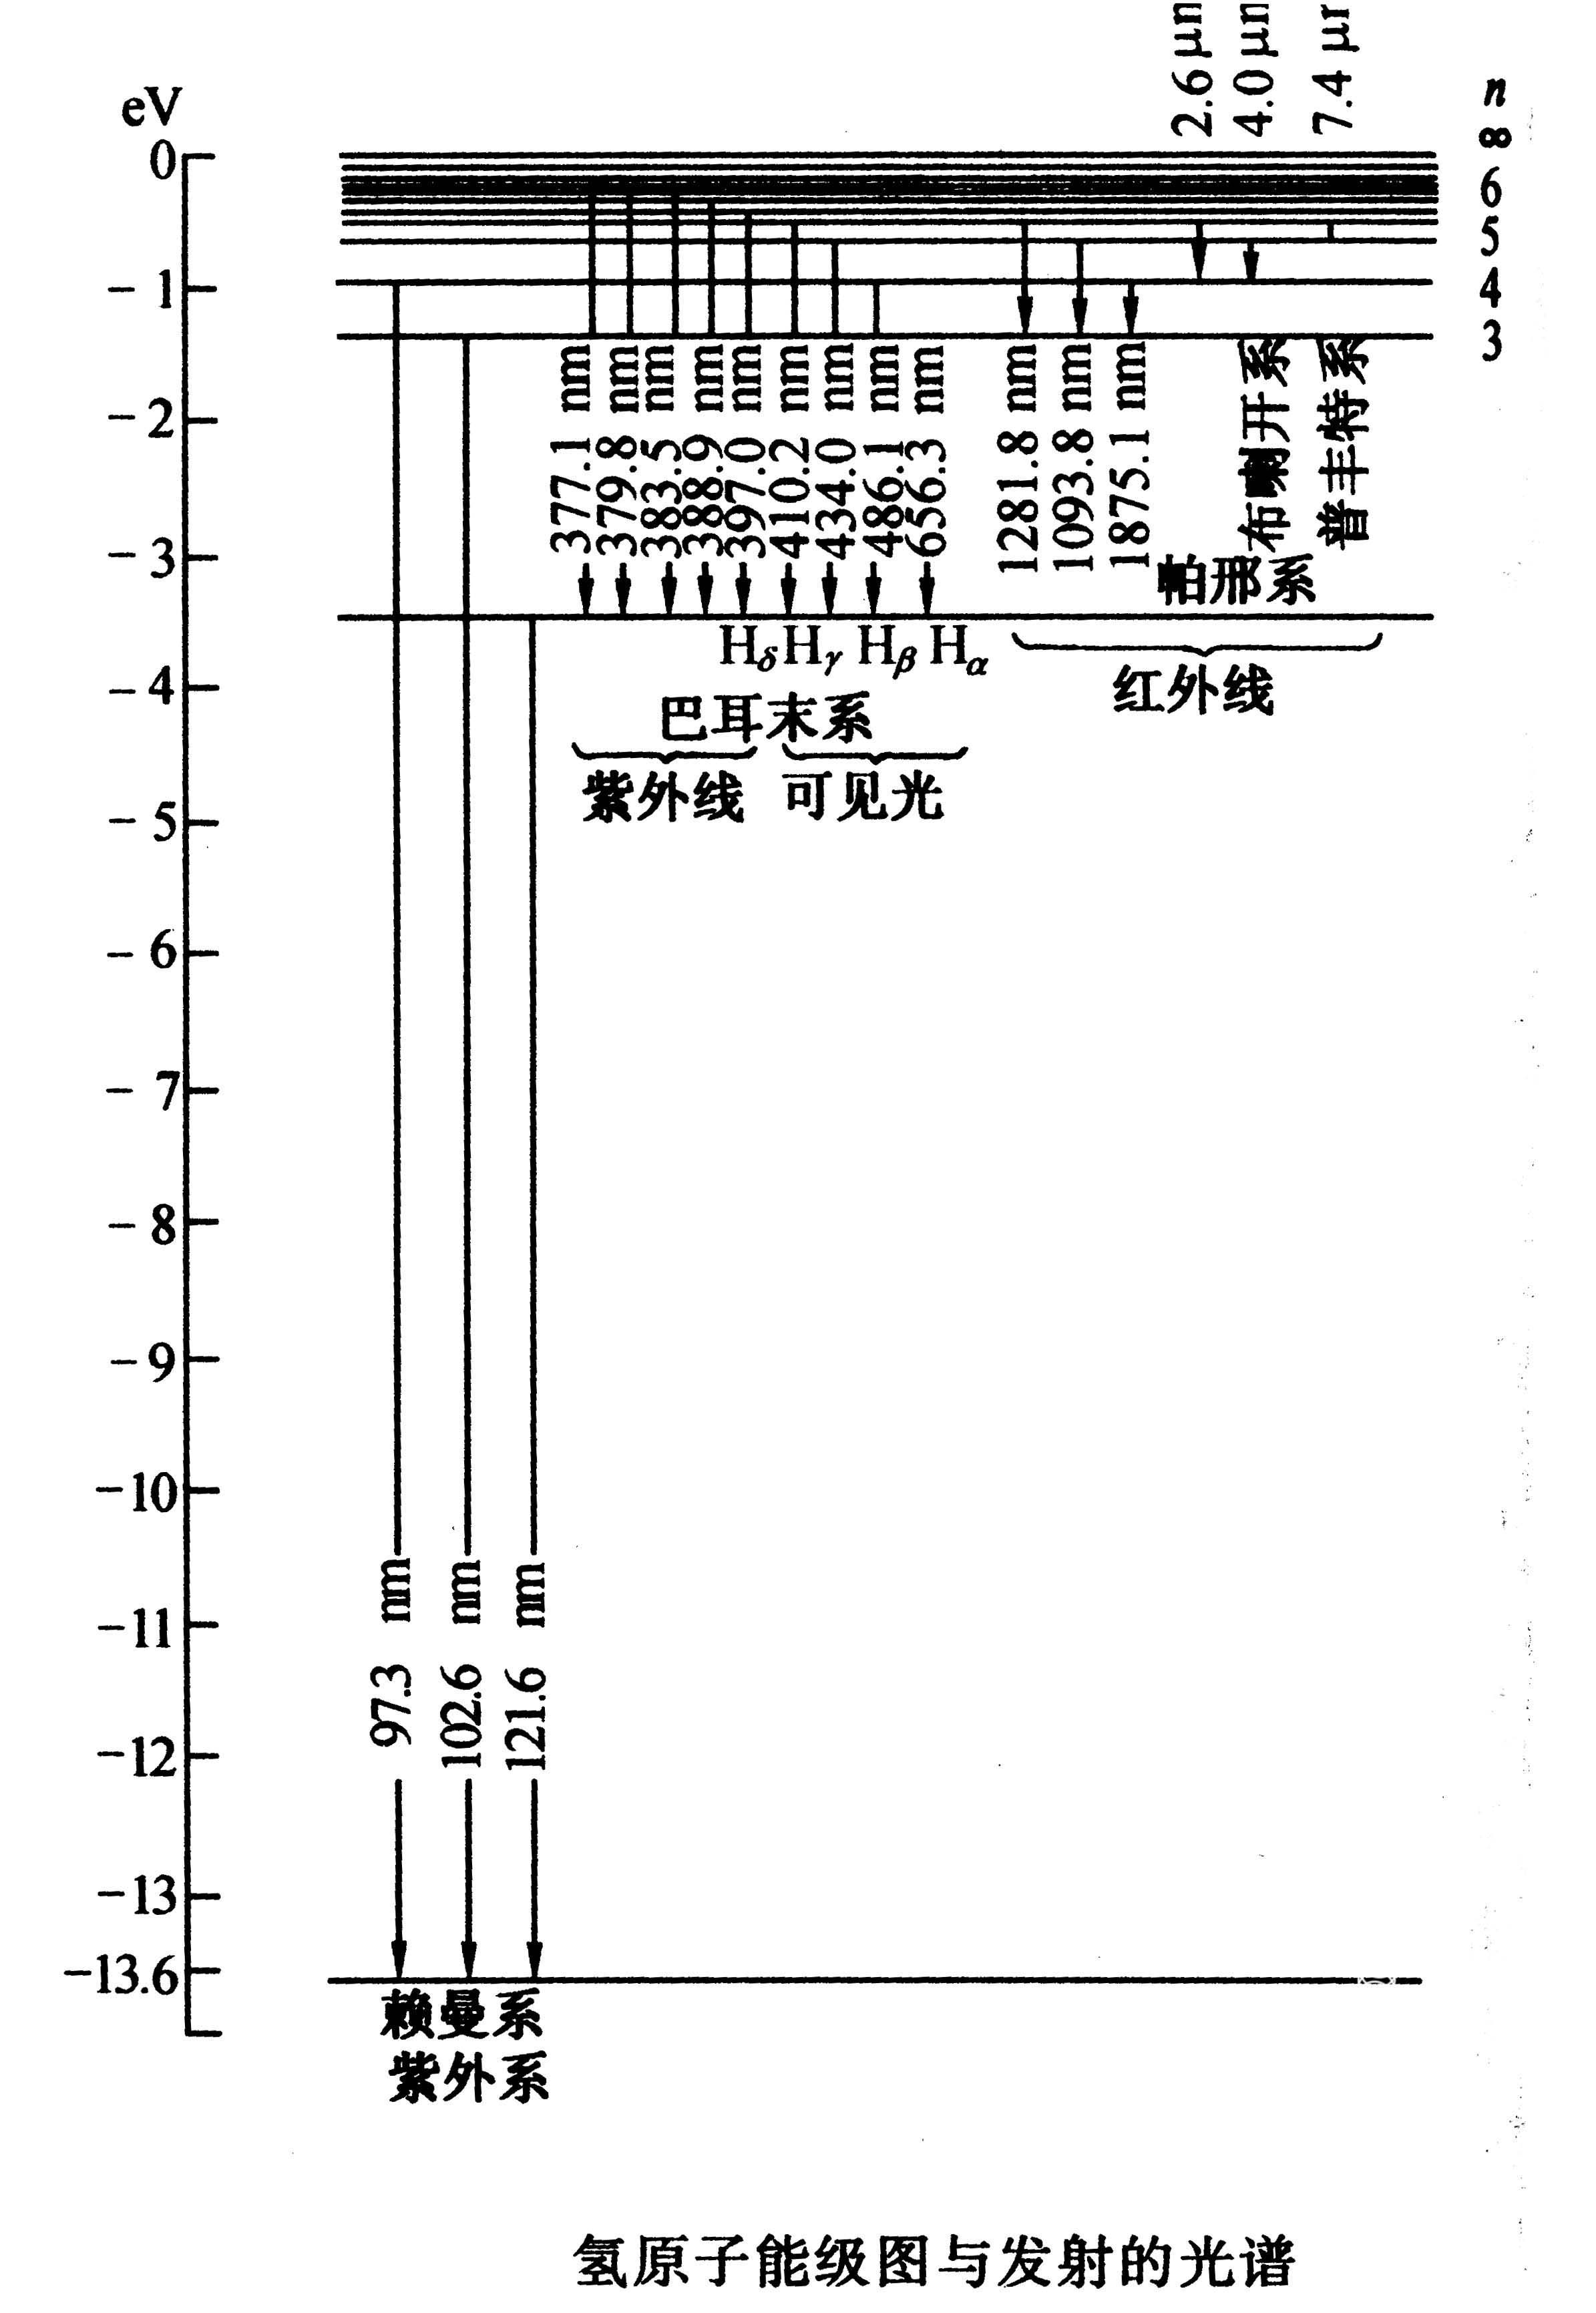 2.6 μm
4.0 μm
7.4 μ
eV
n
0
∞
6
5
- 1
4
3
- 2
- 3
- 4
- 5
- 6
- 7
- 8
- 9
-10
-11
-12
-13
-13.6
377.1 nm
379.8 nm
383.5 nm
388.9 nm
397.0 nm
410.2 nm
434.0 nm
486.1 nm
656.3 nm
1281.8 nm
1093.8 nm
1875.1 nm
布喇开系
普丰特系
帕邢系
Hδ Hγ Hβ Hα
红外线
巴耳末系
紫外线 可见光
97.3 nm
102.6 nm
121.6 nm
赖曼系
紫外系
氢原子能级图与发射的光谱